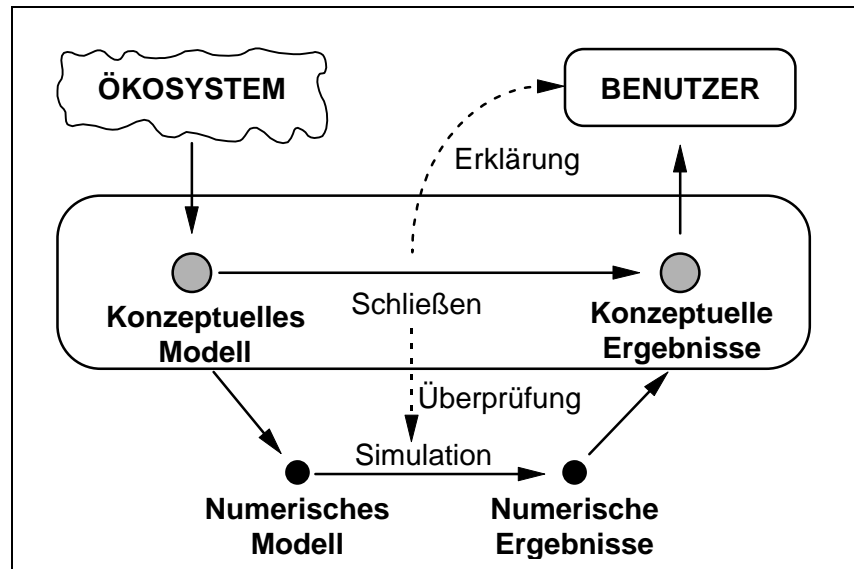 ÖKOSYSTEM
BENUTZER
Erklärung
Schließen
Konzeptuelles
Modell
Konzeptuelle
Ergebnisse
Überprüfung
Simulation
Numerisches
Modell
Numerische
Ergebnisse